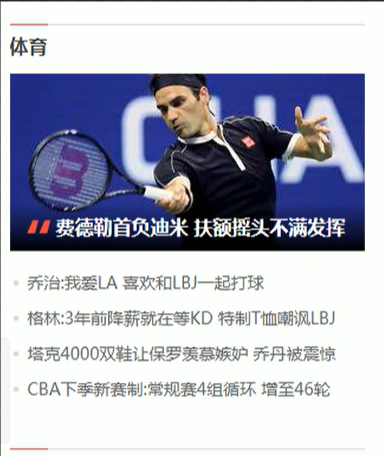 体育
CHA
W
费德勒首负迪米 扶额摇头不满发挥
乔治:我爱LA 喜欢和LBJ一起打球
格林:3年前降薪就在等KD 特制T恤嘲讽LBJ
塔克4000双鞋让保罗羡慕嫉妒 乔丹被震惊
CBA下季新赛制:常规赛4组循环 增至46轮